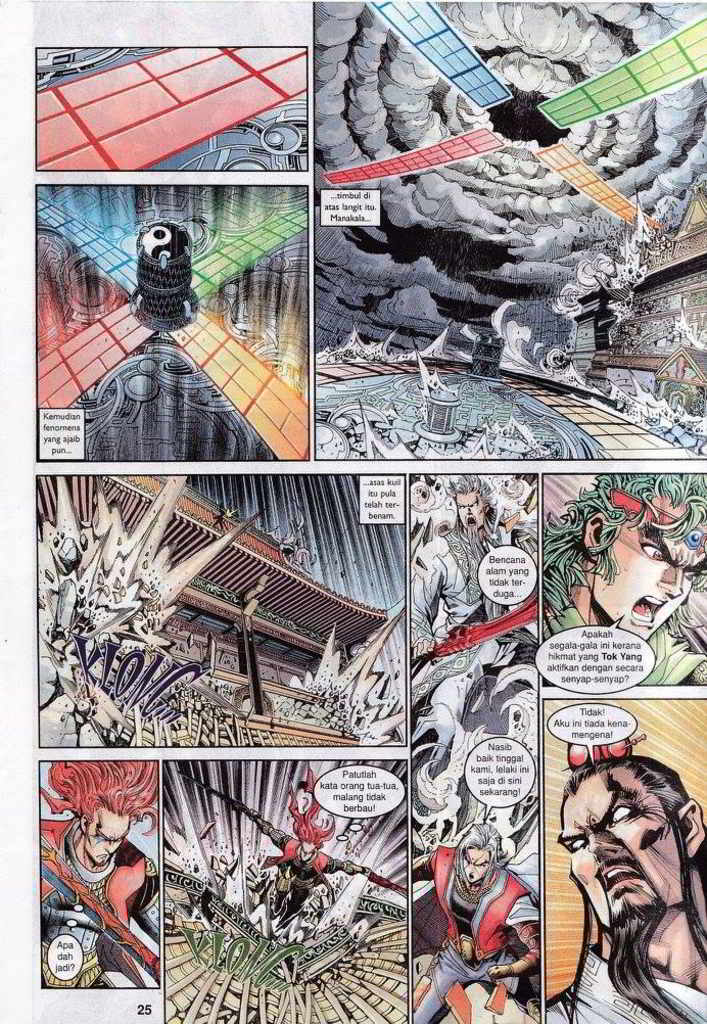 Kemudian
fenomena
yang ajaib
pun...
...timbul di
atas langit itu.
Manakala...
...asas kuil
itu pula
telah ter-
benam.
KLONG
Bencana
alam yang
tidak ter-
duga...
Apakah
segala-gala ini kerana
hikmat yang Tok Yang
aktifkan dengan secara
senyap-senyap?
Apa
dah
jadi?
Patutlah
kata orang tua-tua,
malang tidak
berbau!
KLONG
Nasib
baik tinggal
kami, lelaki ini
saja di sini
sekarang!
Tidak!
Aku ini tiada kena-
mengena!
25